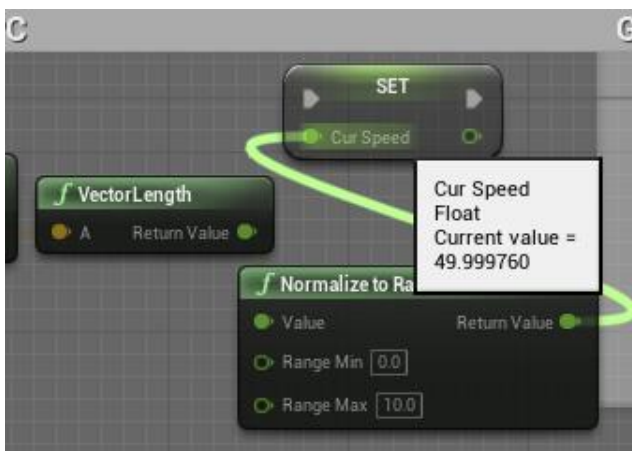 C
SET
Cur Speed
f VectorLength
A Return Value
Cur Speed
Float
Current value =
49.999760
f Normalize to Ra
Value Return Value
Range Min 0.0
Range Max 10.0